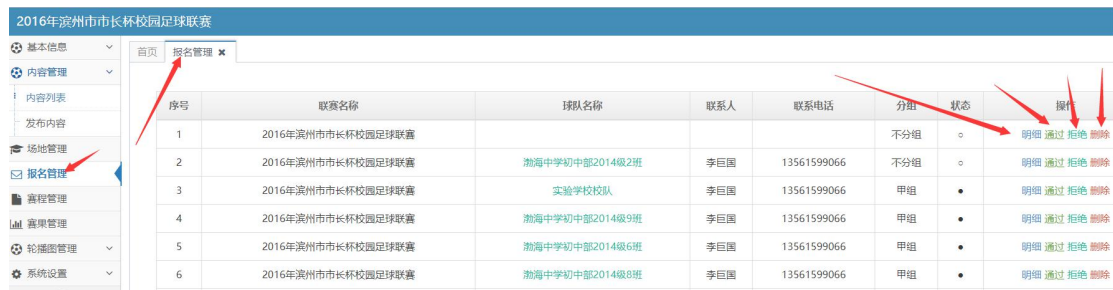 2016年滨州市市长杯校园足球联赛
基本信息
内容管理
内容列表
发布内容
场地管理
报名管理
赛程管理
赛果管理
轮播图管理
系统设置
首页 报名管理 ×
序号 联赛名称 球队名称 联系人 联系电话 分组 状态 操作
1 2016年滨州市市长杯校园足球联赛 不分组 ○ 明细 通过 拒绝 删除
2 2016年滨州市市长杯校园足球联赛 渤海中学初中部2014级2班 李巨国 13561599066 不分组 ○ 明细 通过 拒绝 删除
3 2016年滨州市市长杯校园足球联赛 实验学校校队 李巨国 13561599066 甲组 ● 明细 通过 拒绝 删除
4 2016年滨州市市长杯校园足球联赛 渤海中学初中部2014级9班 李巨国 13561599066 甲组 ● 明细 通过 拒绝 删除
5 2016年滨州市市长杯校园足球联赛 渤海中学初中部2014级6班 李巨国 13561599066 甲组 ● 明细 通过 拒绝 删除
6 2016年滨州市市长杯校园足球联赛 渤海中学初中部2014级8班 李巨国 13561599066 甲组 ● 明细 通过 拒绝 删除